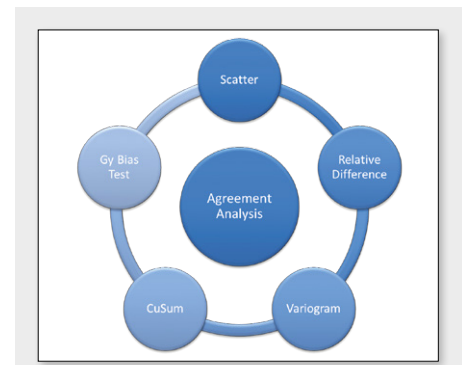 Scatter
Relative
Difference
Variogram
CuSum
Gy Bias
Test
Agreement
Analysis